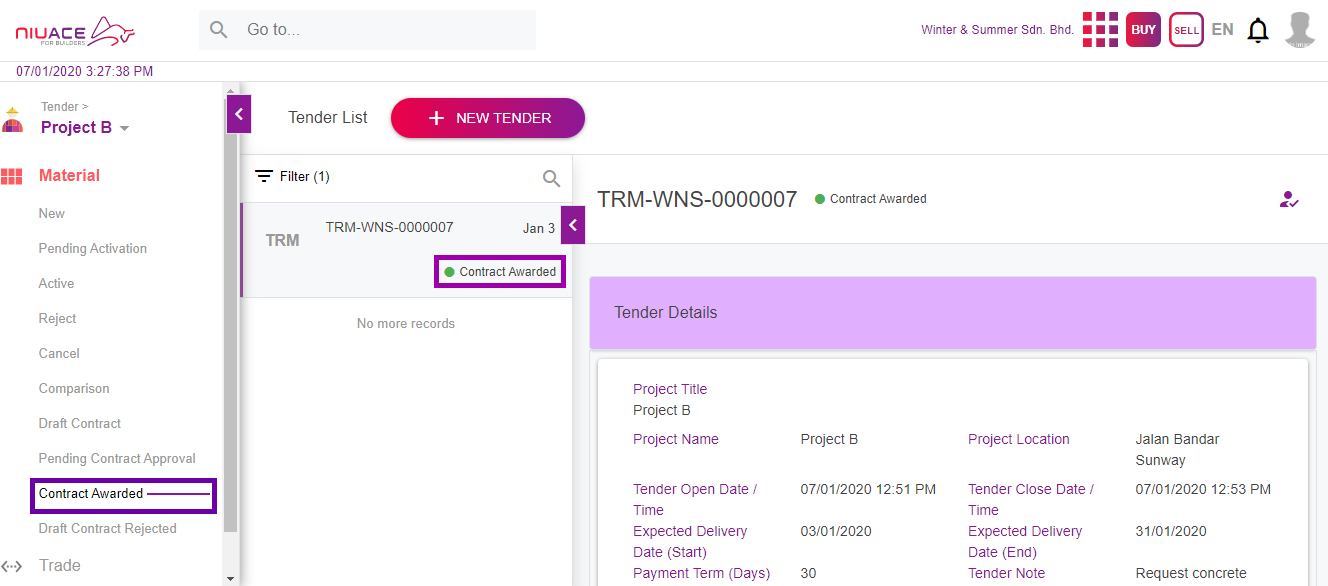 NIUACE
FOR BUILDERS
Go to...
Winter & Summer Sdn. Bhd.
BUY
SELL
EN
07/01/2020 3:27:38 PM
Tender >
Project B
Material
New
Pending Activation
Active
Reject
Cancel
Comparison
Draft Contract
Pending Contract Approval
Contract Awarded
Draft Contract Rejected
Trade
Tender List
+ NEW TENDER
Filter (1)
TRM
TRM-WNS-0000007
Jan 3
Contract Awarded
No more records
TRM-WNS-0000007
Contract Awarded
Tender Details
Project Title
Project B
Project Name
Project B
Project Location
Jalan Bandar
Sunway
Tender Open Date /
Time
07/01/2020 12:51 PM
Tender Close Date /
Time
07/01/2020 12:53 PM
Expected Delivery
Date (Start)
03/01/2020
Expected Delivery
Date (End)
31/01/2020
Payment Term (Days)
30
Tender Note
Request concrete